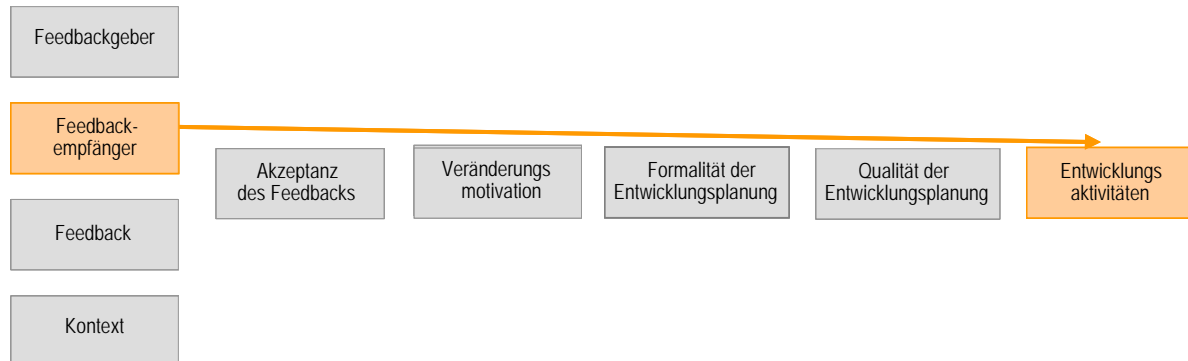 Feedbackgeber
Feedback-
empfänger
Akzeptanz
des Feedbacks
Veränderungs
motivation
Formalität der
Entwicklungsplanung
Qualität der
Entwicklungsplanung
Entwicklungs
aktivitäten
Feedback
Kontext